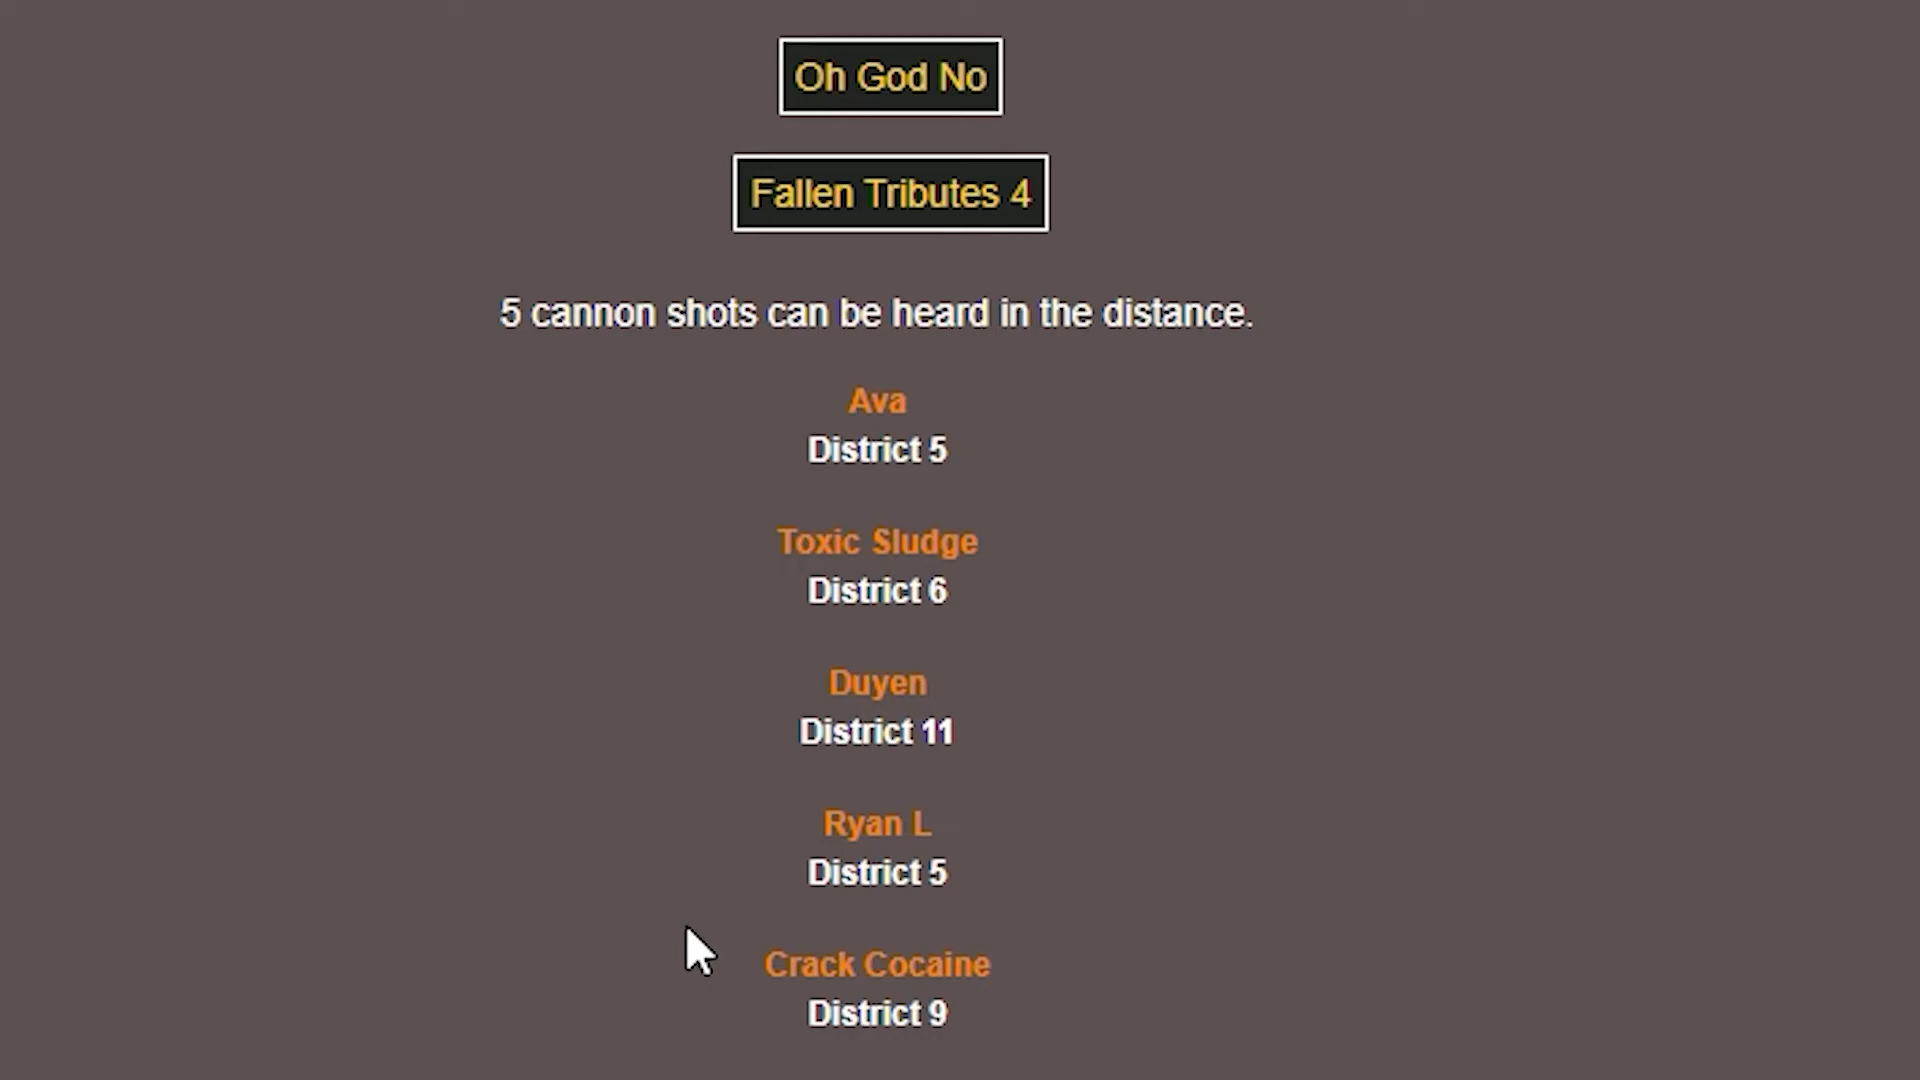 Oh God No
Fallen Tributes 4
5 cannon shots can be heard in the distance.
Ava
District 5
Toxic Sludge
District 6
Duyen
District 11
Ryan L
District 5
Crack Cocaine
District 9